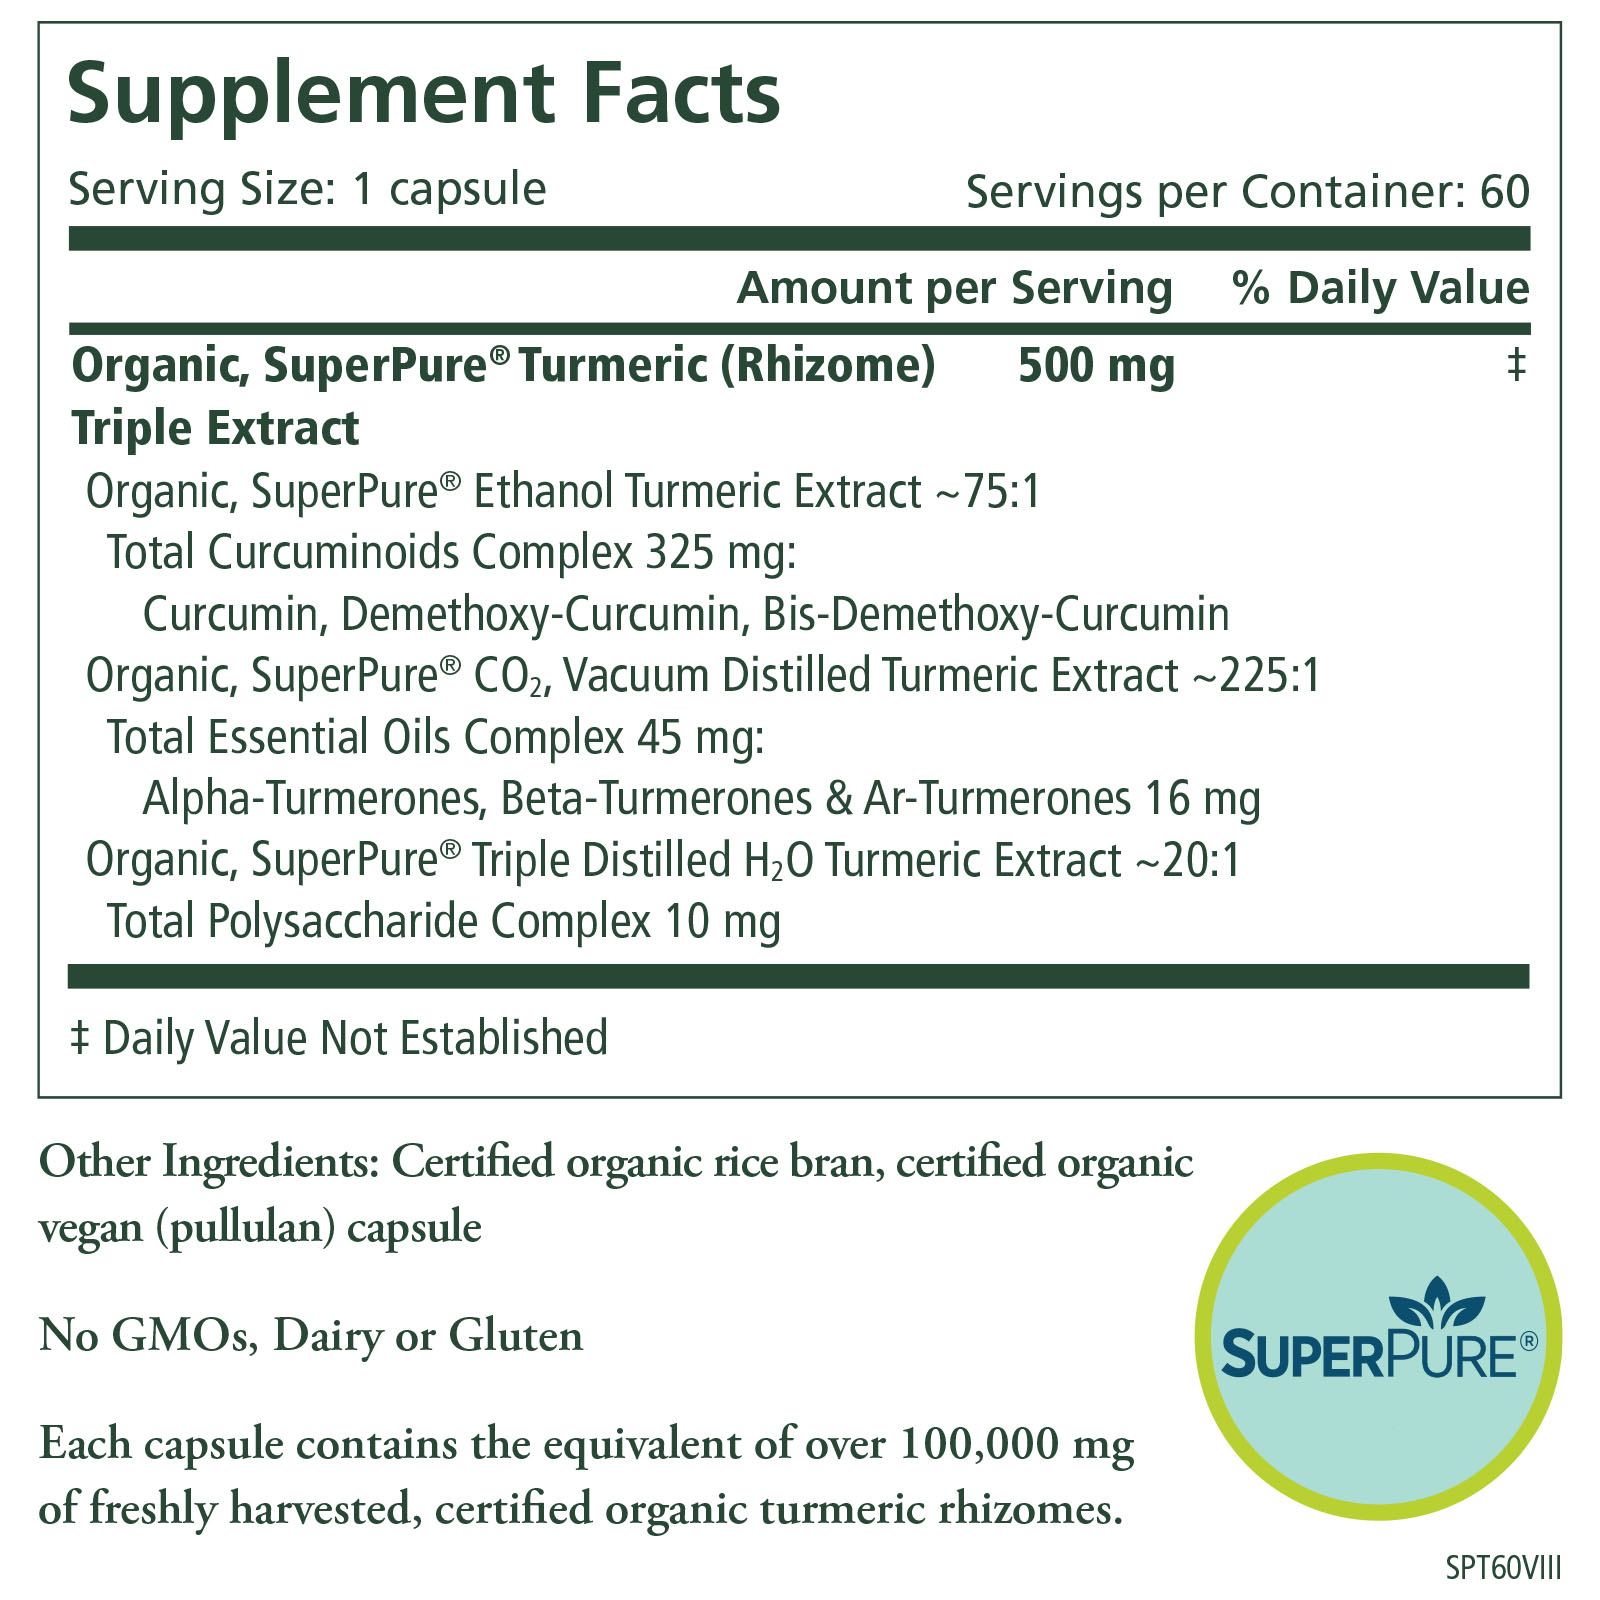 Supplement Facts
Serving Size: 1 capsule Servings per Container: 60
Amount per Serving % Daily Value
Organic, SuperPure® Turmeric (Rhizome) 500 mg ‡
Triple Extract
Organic, SuperPure® Ethanol Turmeric Extract ~75:1
Total Curcuminoids Complex 325 mg:
Curcumin, Demethoxy-Curcumin, Bis-Demethoxy-Curcumin
Organic, SuperPure® CO₂, Vacuum Distilled Turmeric Extract ~225:1
Total Essential Oils Complex 45 mg:
Alpha-Turmerones, Beta-Turmerones & Ar-Turmerones 16 mg
Organic, SuperPure® Triple Distilled H₂O Turmeric Extract ~20:1
Total Polysaccharide Complex 10 mg
‡ Daily Value Not Established
Other Ingredients: Certified organic rice bran, certified organic
vegan (pullulan) capsule
No GMOs, Dairy or Gluten
Each capsule contains the equivalent of over 100,000 mg
of freshly harvested, certified organic turmeric rhizomes.
SUPERPURE®
SPT60VIII